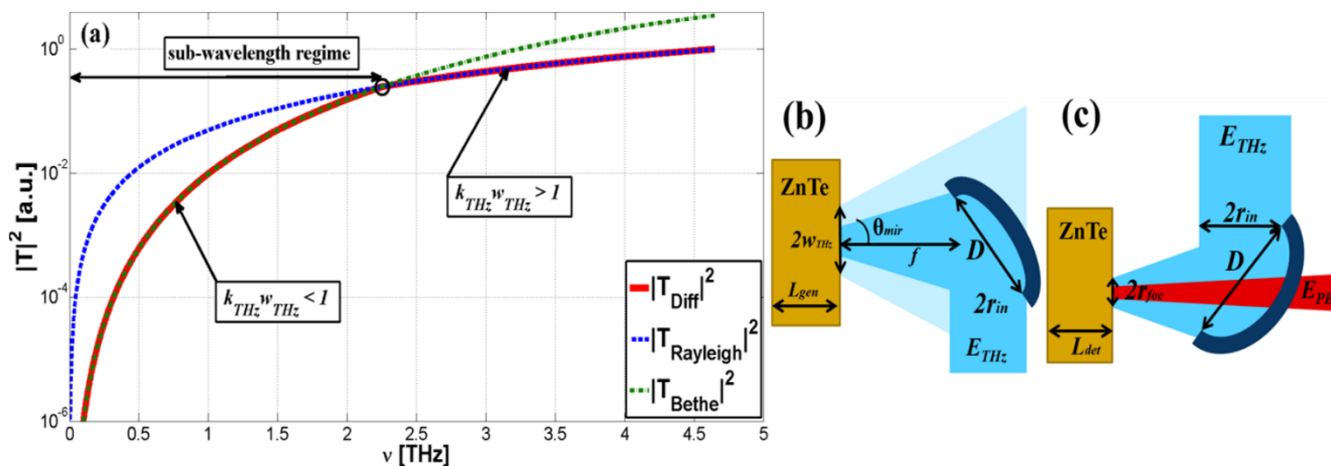 (a)
sub-wavelength regime
k_THz w_THz > 1
k_THz w_THz < 1
|T_Diff|^2
|T_Rayleigh|^2
|T_Bethe|^2
|T|^2 [a.u.]
10^0
10^-2
10^-4
10^-6
0 0.5 1 1.5 2 2.5 3 3.5 4 4.5 5
ν [THz]
(b)
ZnTe
2w_THz
θ_mir
f
D
L_gen
2r_in
E_THz
(c)
E_THz
ZnTe
2r_in
D
2r_foc
L_det